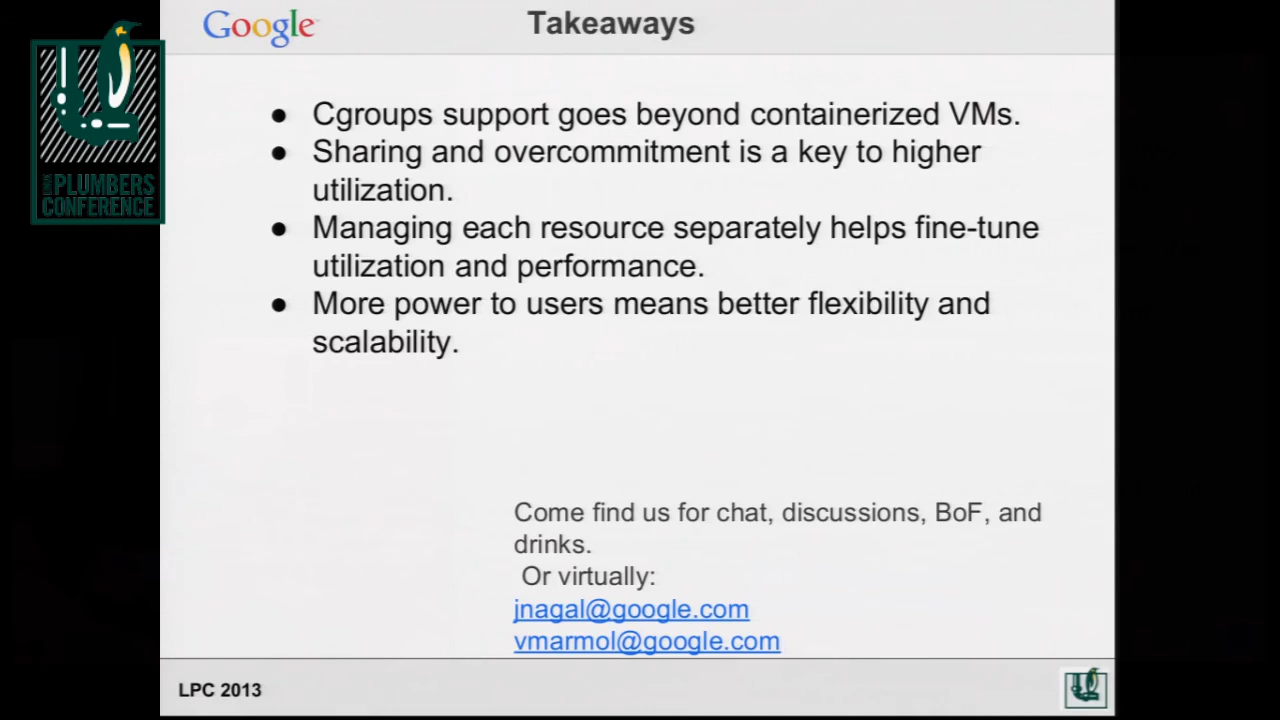 Google
Takeaways
LINUX
PLUMBERS
CONFERENCE
● Cgroups support goes beyond containerized VMs.
● Sharing and overcommitment is a key to higher
utilization.
● Managing each resource separately helps fine-tune
utilization and performance.
● More power to users means better flexibility and
scalability.
Come find us for chat, discussions, BoF, and
drinks.
Or virtually:
jnagal@google.com
vmarmol@google.com
LPC 2013